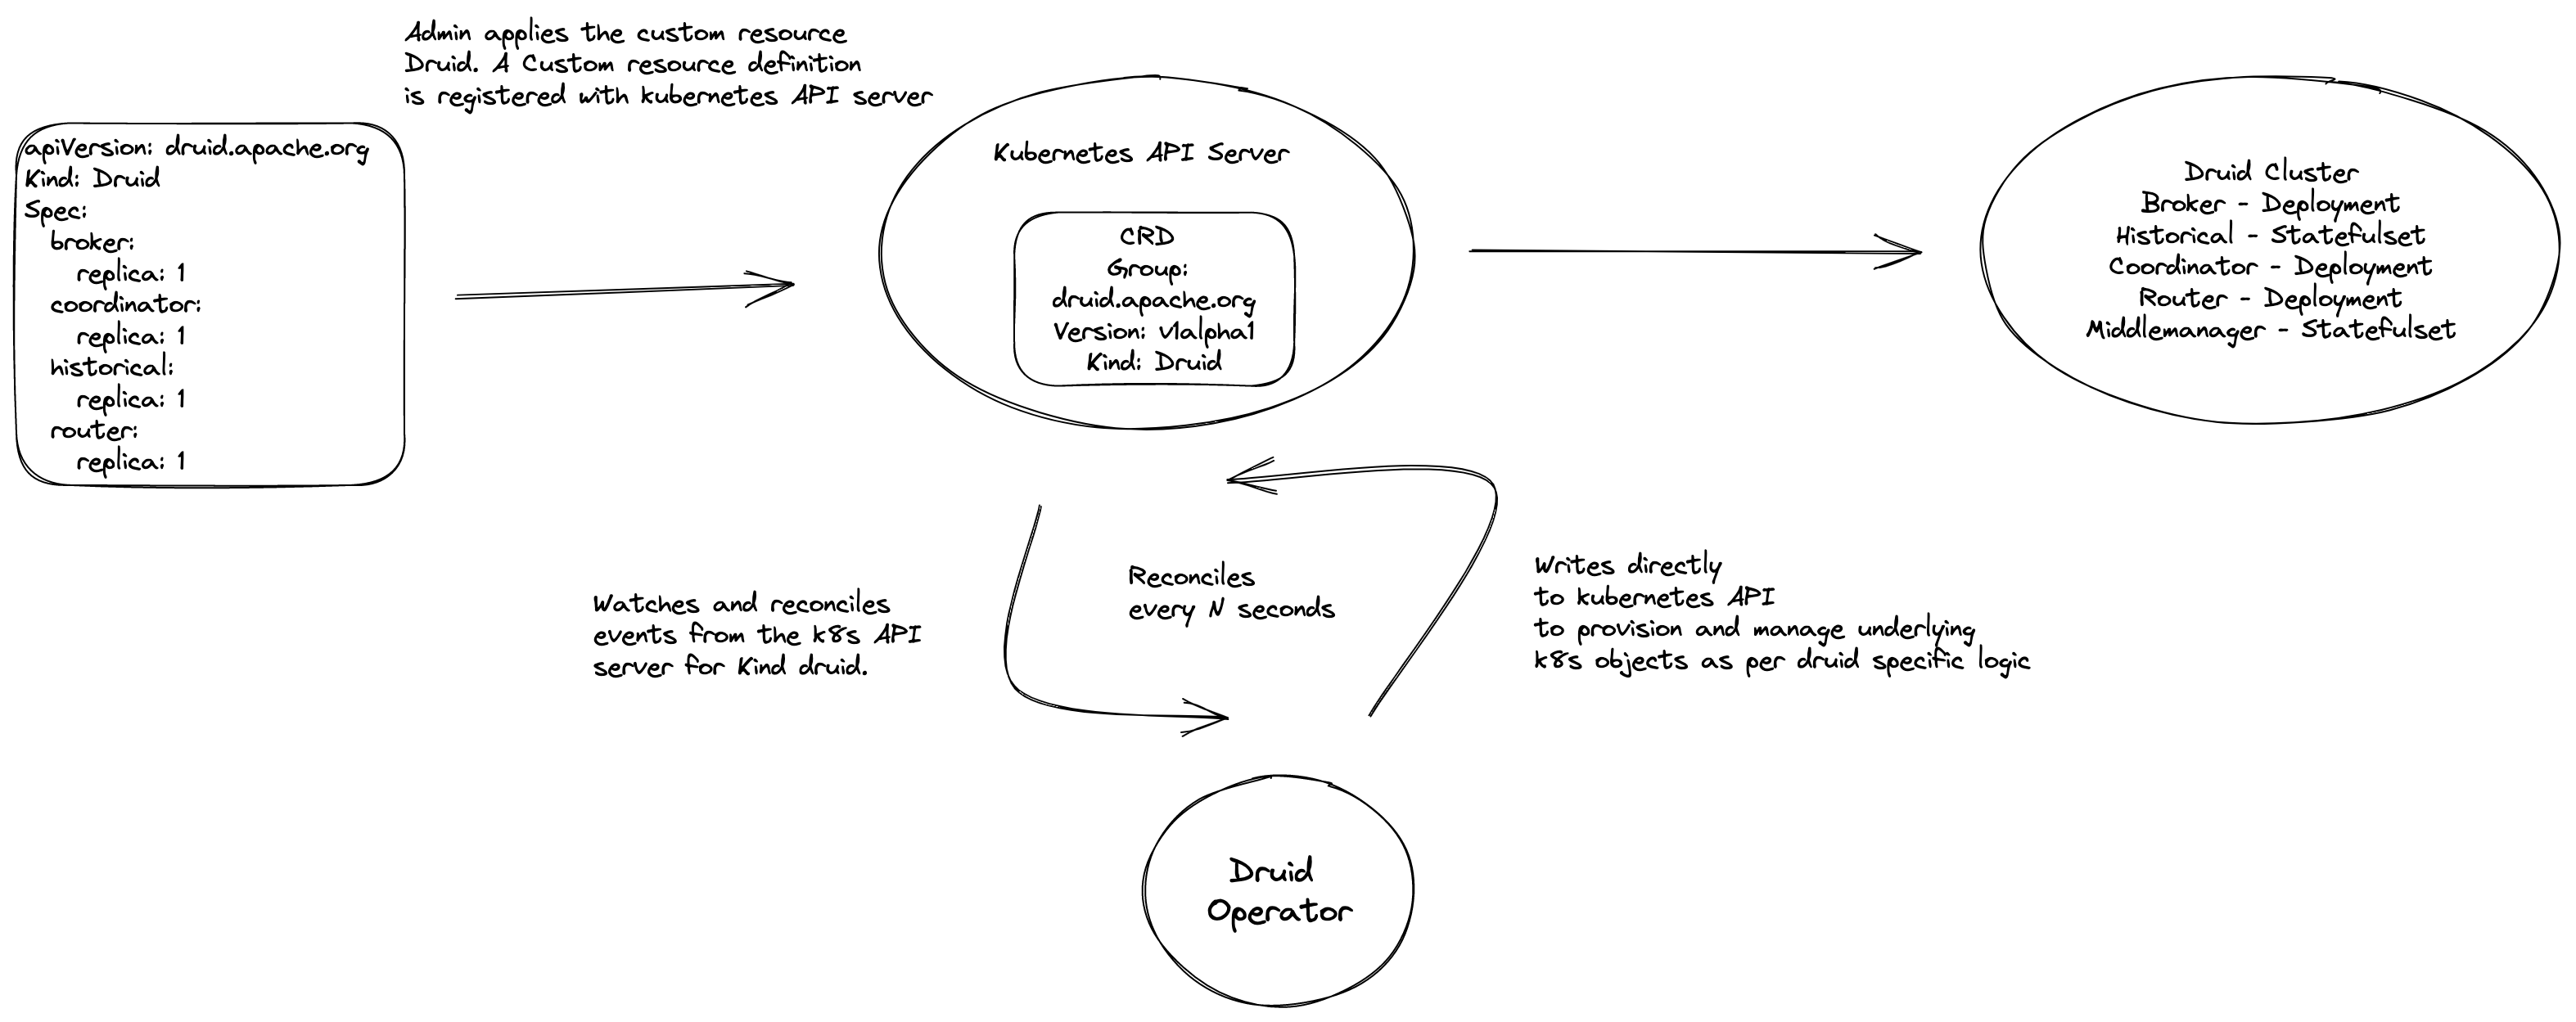 Admin applies the custom resource
Druid. A Custom resource definition
is registered with kubernetes API server
apiVersion: druid.apache.org
Kind: Druid
Spec:
broker:
replica: 1
coordinator:
replica: 1
historical:
replica: 1
router:
replica: 1
Kubernetes API Server
CRD
Group:
druid.apache.org
Version: v1alpha1
Kind: Druid
Druid Cluster
Broker - Deployment
Historical - Statefulset
Coordinator - Deployment
Router - Deployment
Middlemanager - Statefulset
Watches and reconciles
events from the k8s API
server for Kind druid.
Reconciles
every N seconds
Writes directly
to kubernetes API
to provision and manage underlying
k8s objects as per druid specific logic
Druid
Operator